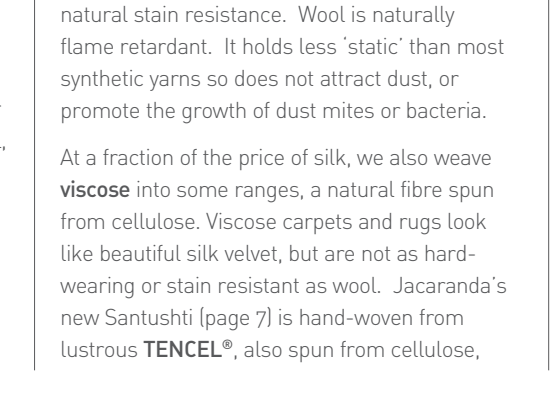 natural stain resistance.  Wool is naturally
flame retardant.  It holds less ‘static’ than most
synthetic yarns so does not attract dust, or
promote the growth of dust mites or bacteria.
At a fraction of the price of silk, we also weave
viscose into some ranges, a natural fibre spun
from cellulose. Viscose carpets and rugs look
like beautiful silk velvet, but are not as hard-
wearing or stain resistant as wool.  Jacaranda’s
new Santushti (page 7) is hand-woven from
lustrous TENCEL®, also spun from cellulose,